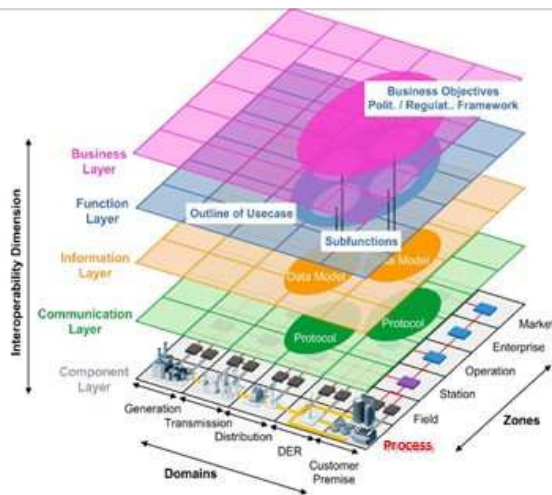 Business Objectives
Polit. / Regulat.. Framework
Business
Layer
Function
Layer
Outline of Usecase
Subfunctions
Information
Layer
Data Model
Model
Communication
Layer
Protocol
Protocol
Component
Layer
Interoperability Dimension
Market
Enterprise
Operation
Station
Field
Process
Generation
Transmission
Distribution
DER
Customer
Premise
Domains
Zones